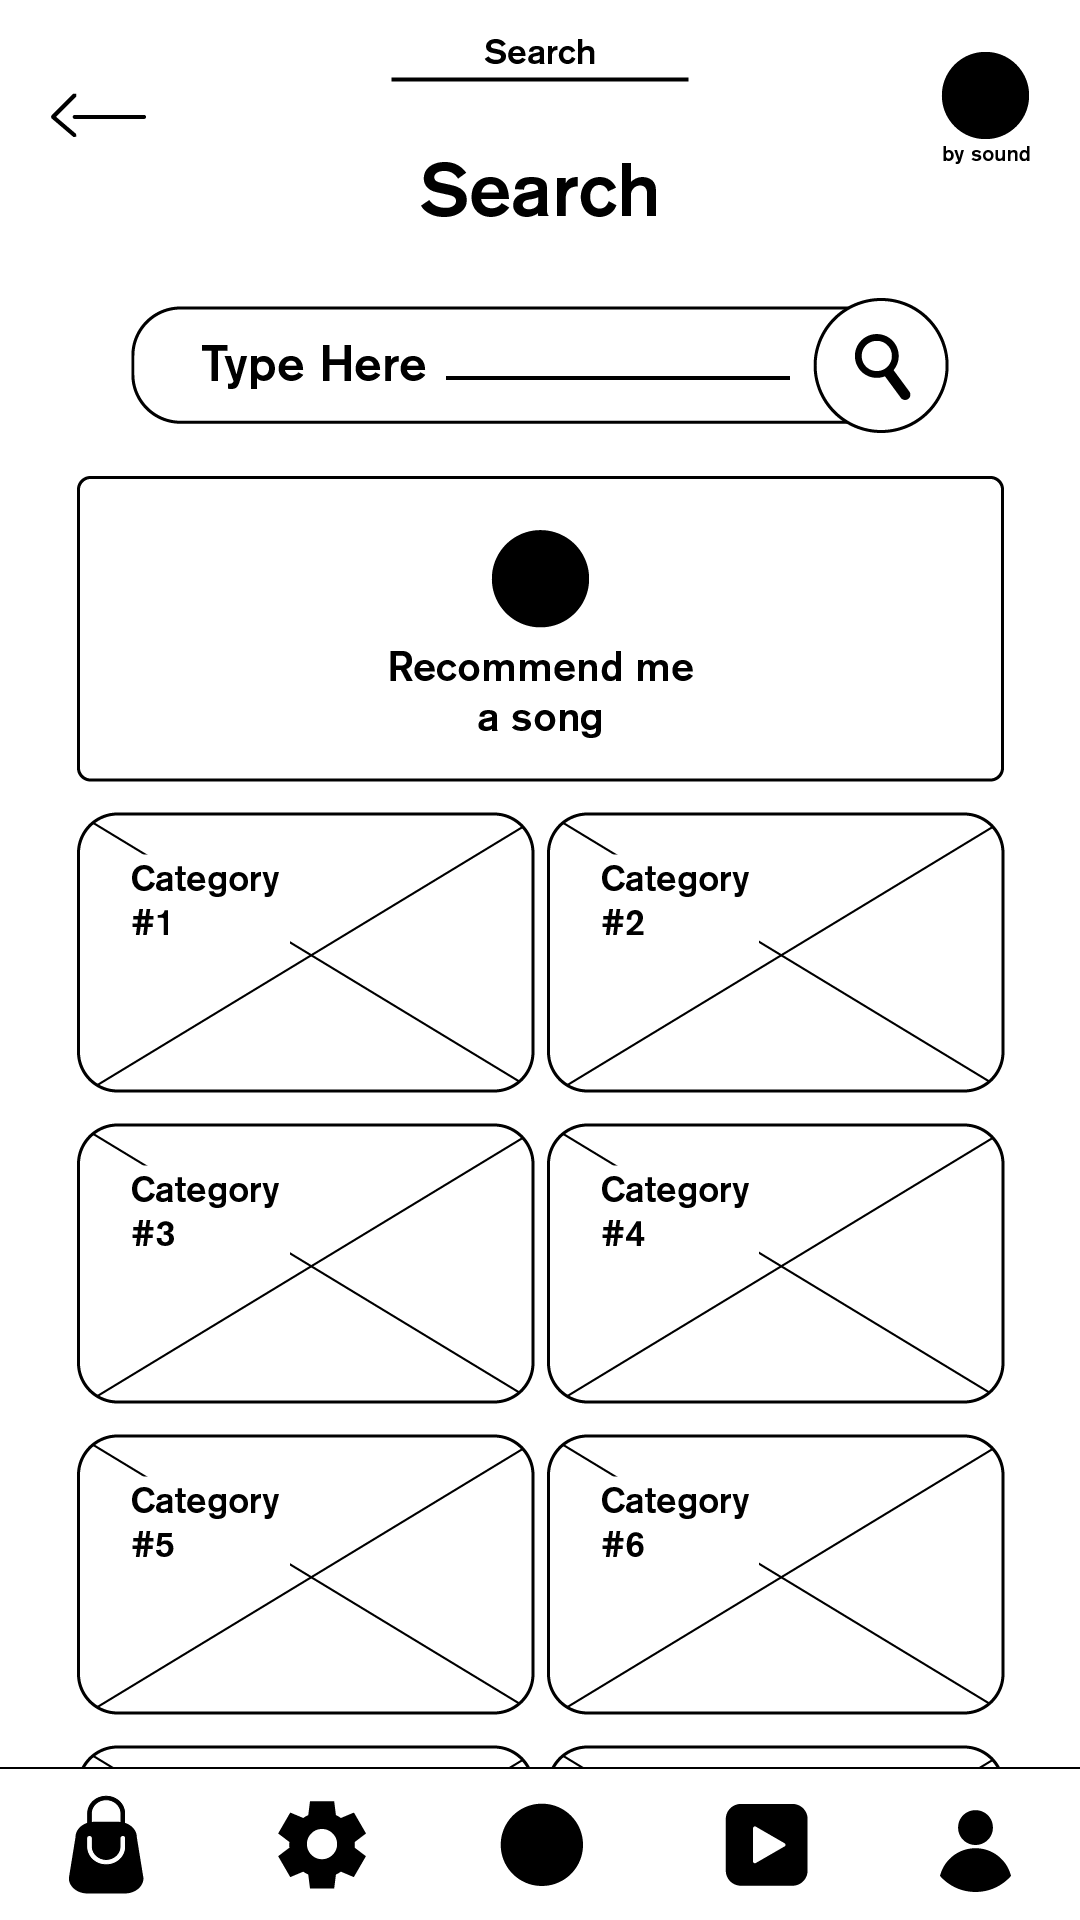 Search
by sound
Search
Type Here
Recommend me
a song
Category
#1
Category
#2
Category
#3
Category
#4
Category
#5
Category
#6